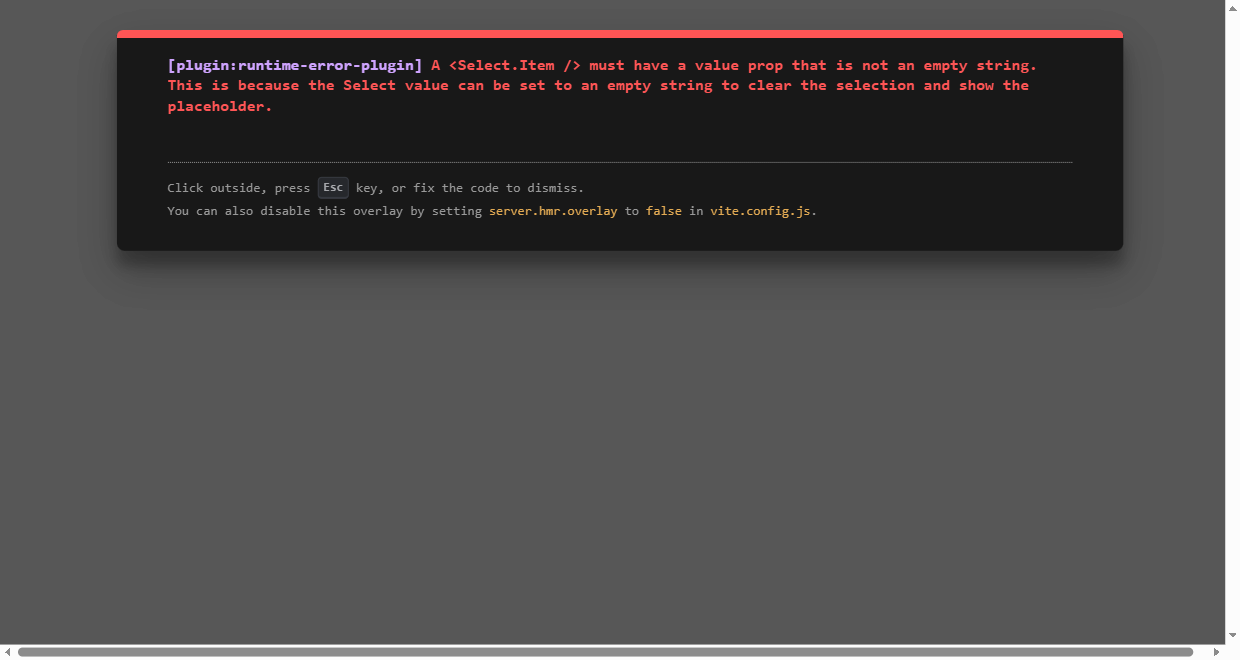 [plugin:runtime-error-plugin] A <Select.Item /> must have a value prop that is not an empty string.
This is because the Select value can be set to an empty string to clear the selection and show the
placeholder.
Click outside, press Esc key, or fix the code to dismiss.
You can also disable this overlay by setting server.hmr.overlay to false in vite.config.js.